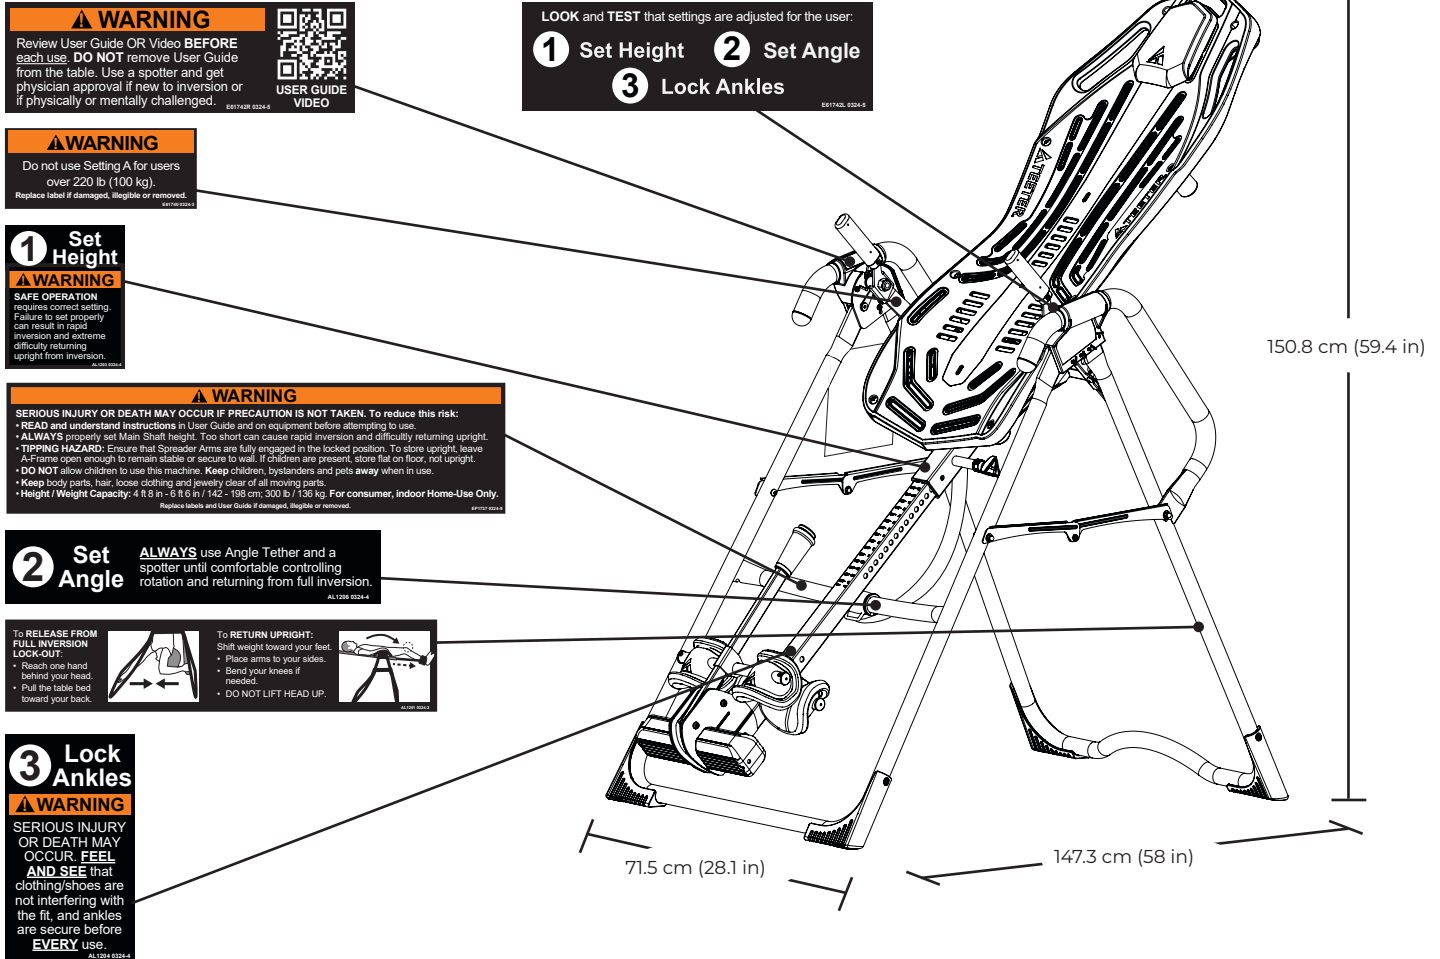 WARNING
Review User Guide OR Video BEFORE
each use. DO NOT remove User Guide
from the table. Use a spotter and get
physician approval if new to inversion or
if physically or mentally challenged.
E61742R 0324-5
USER GUIDE
VIDEO
LOOK and TEST that settings are adjusted for the user:
1 Set Height 2 Set Angle
3 Lock Ankles
E61742L 0324-5
WARNING
Do not use Setting A for users
over 220 lb (100 kg).
Replace label if damaged, illegible or removed.
1 Set
Height
WARNING
SAFE OPERATION
requires correct setting.
Failure to set properly
can result in rapid
inversion and extreme
difficulty returning
upright from inversion.
AL1203 0324-4
WARNING
SERIOUS INJURY OR DEATH MAY OCCUR IF PRECAUTION IS NOT TAKEN. To reduce this risk:
• READ and understand instructions in User Guide and on equipment before attempting to use.
• ALWAYS properly set Main Shaft height. Too short can cause rapid inversion and difficultly returning upright.
• TIPPING HAZARD: Ensure that Spreader Arms are fully engaged in the locked position. To store upright, leave
A-Frame open enough to remain stable or secure to wall. If children are present, store flat on floor, not upright.
• DO NOT allow children to use this machine. Keep children, bystanders and pets away when in use.
• Keep body parts, hair, loose clothing and jewelry clear of all moving parts.
• Height / Weight Capacity: 4 ft 8 in - 6 ft 6 in / 142 - 198 cm; 300 lb / 136 kg. For consumer, indoor Home-Use Only.
Replace labels and User Guide if damaged, illegible or removed.
2 Set
Angle
ALWAYS use Angle Tether and a
spotter until comfortable controlling
rotation and returning from full inversion.
AL1206 0324-4
To RELEASE FROM
FULL INVERSION
LOCK-OUT:
• Reach one hand
behind your head.
• Pull the table bed
toward your back.
To RETURN UPRIGHT:
Shift weight toward your feet.
• Place arms to your sides.
• Bend your knees if
needed.
• DO NOT LIFT HEAD UP.
3 Lock
Ankles
WARNING
SERIOUS INJURY
OR DEATH MAY
OCCUR. FEEL
AND SEE that
clothing/shoes are
not interfering with
the fit, and ankles
are secure before
EVERY use.
AL1204 0324-4
TEETER
TEETER
150.8 cm (59.4 in)
147.3 cm (58 in)
71.5 cm (28.1 in)